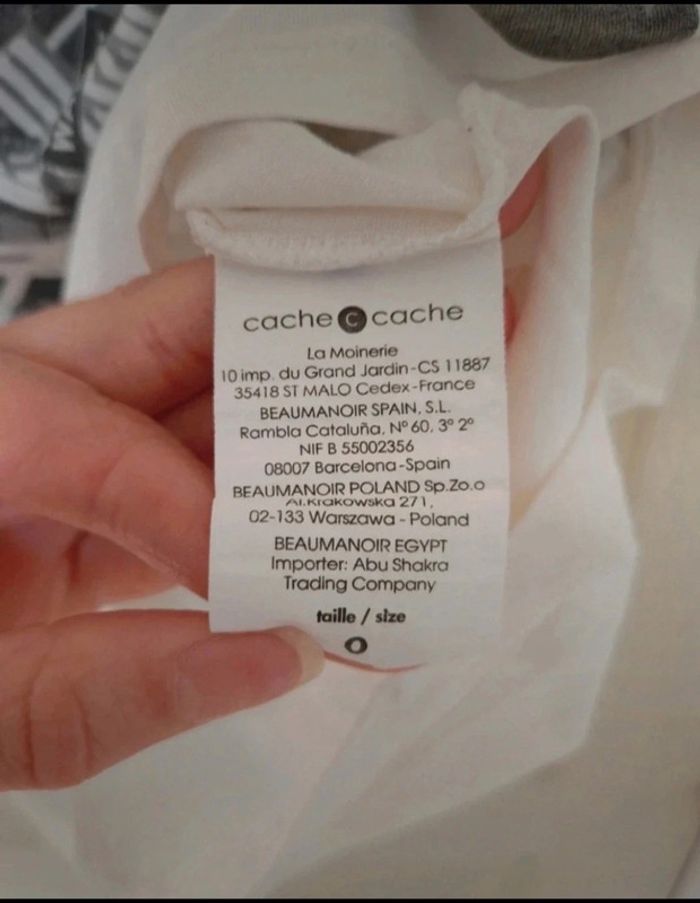 cache c cache
La Moinerie
10 imp. du Grand Jardin-CS 11887
35418 ST MALO Cedex-France
BEAUMANOIR SPAIN, S.L.
Rambla Cataluña, Nº 60, 3º 2º
NIF B 55002356
08007 Barcelona-Spain
BEAUMANOIR POLAND Sp.Zo.o
Al.Krakowska 271,
02-133 Warszawa - Poland
BEAUMANOIR EGYPT
Importer: Abu Shakra
Trading Company
taille / size
0